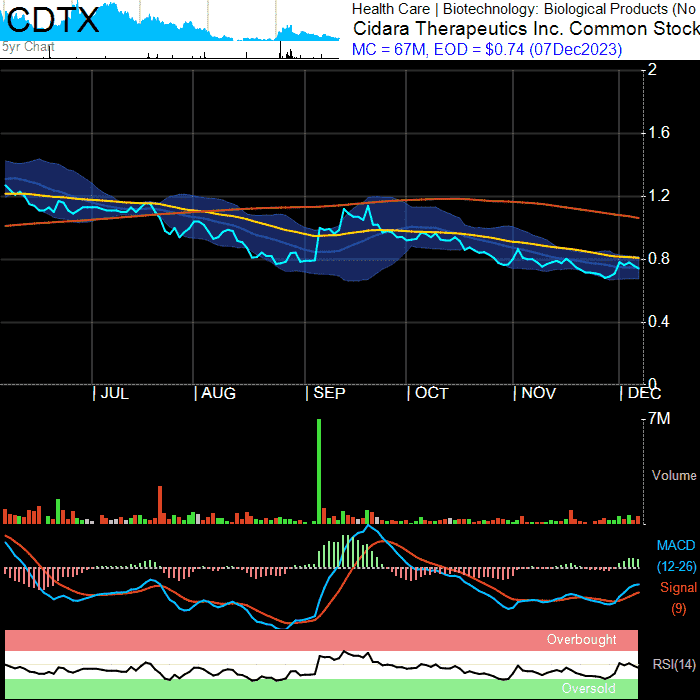 CDTX
5yr Chart
Health Care | Biotechnology: Biological Products (No
Cidara Therapeutics Inc. Common Stock
MC = 67M, EOD = $0.74 (07Dec2023)
2
1.6
1.2
0.8
0.4
0
| JUL | AUG | SEP | OCT | NOV | DEC
7M
Volume
MACD
(12-26)
Signal
(9)
Overbought
RSI(14)
Oversold